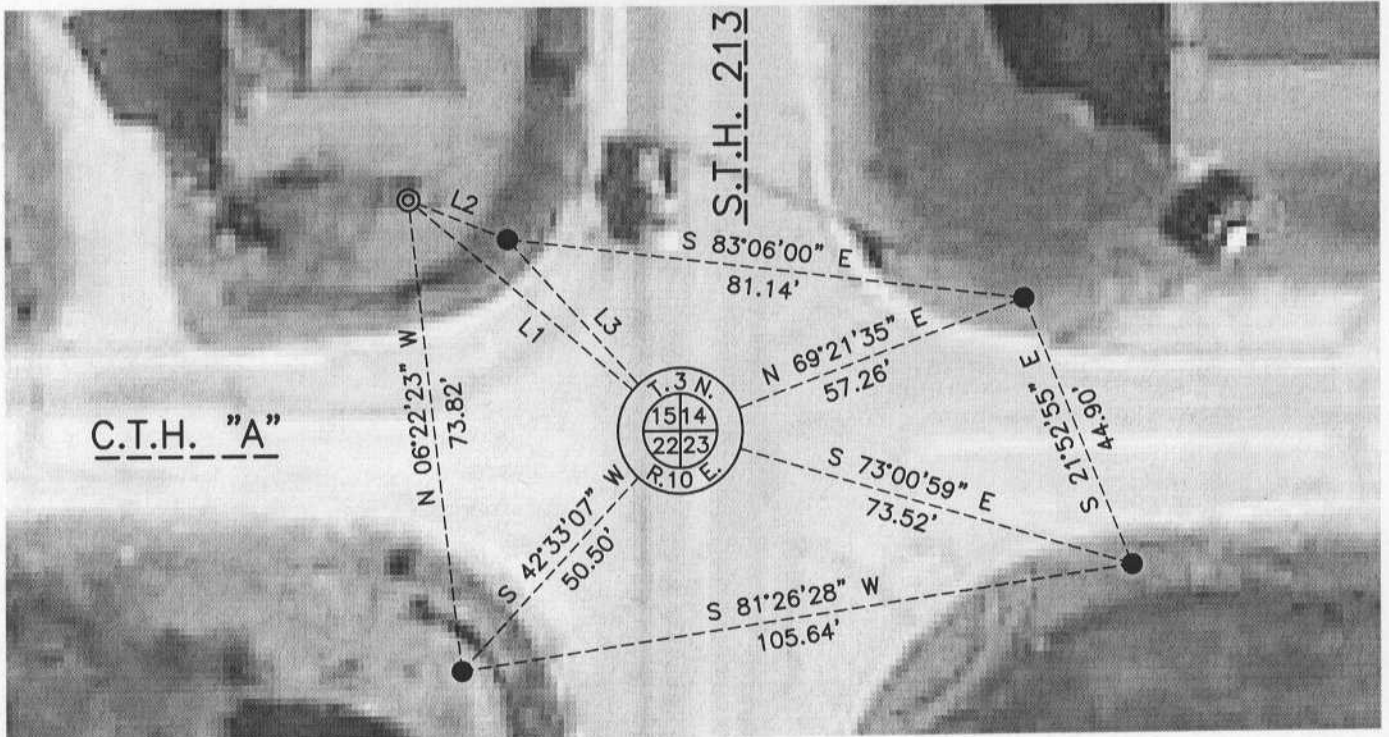 S.T.H. 213
L2
S 83°06'00" E
81.14'
L1
L3
N 69°21'35" E
57.26'
N 06°22'23" W
73.82'
S 21°52'55" E
44.90'
C.T.H. "A"
T. 3 N.
15 14
22 23
R.10 E.
S 73°00'59" E
73.52'
S 42°33'07" W
50.50'
S 81°26'28" W
105.64'